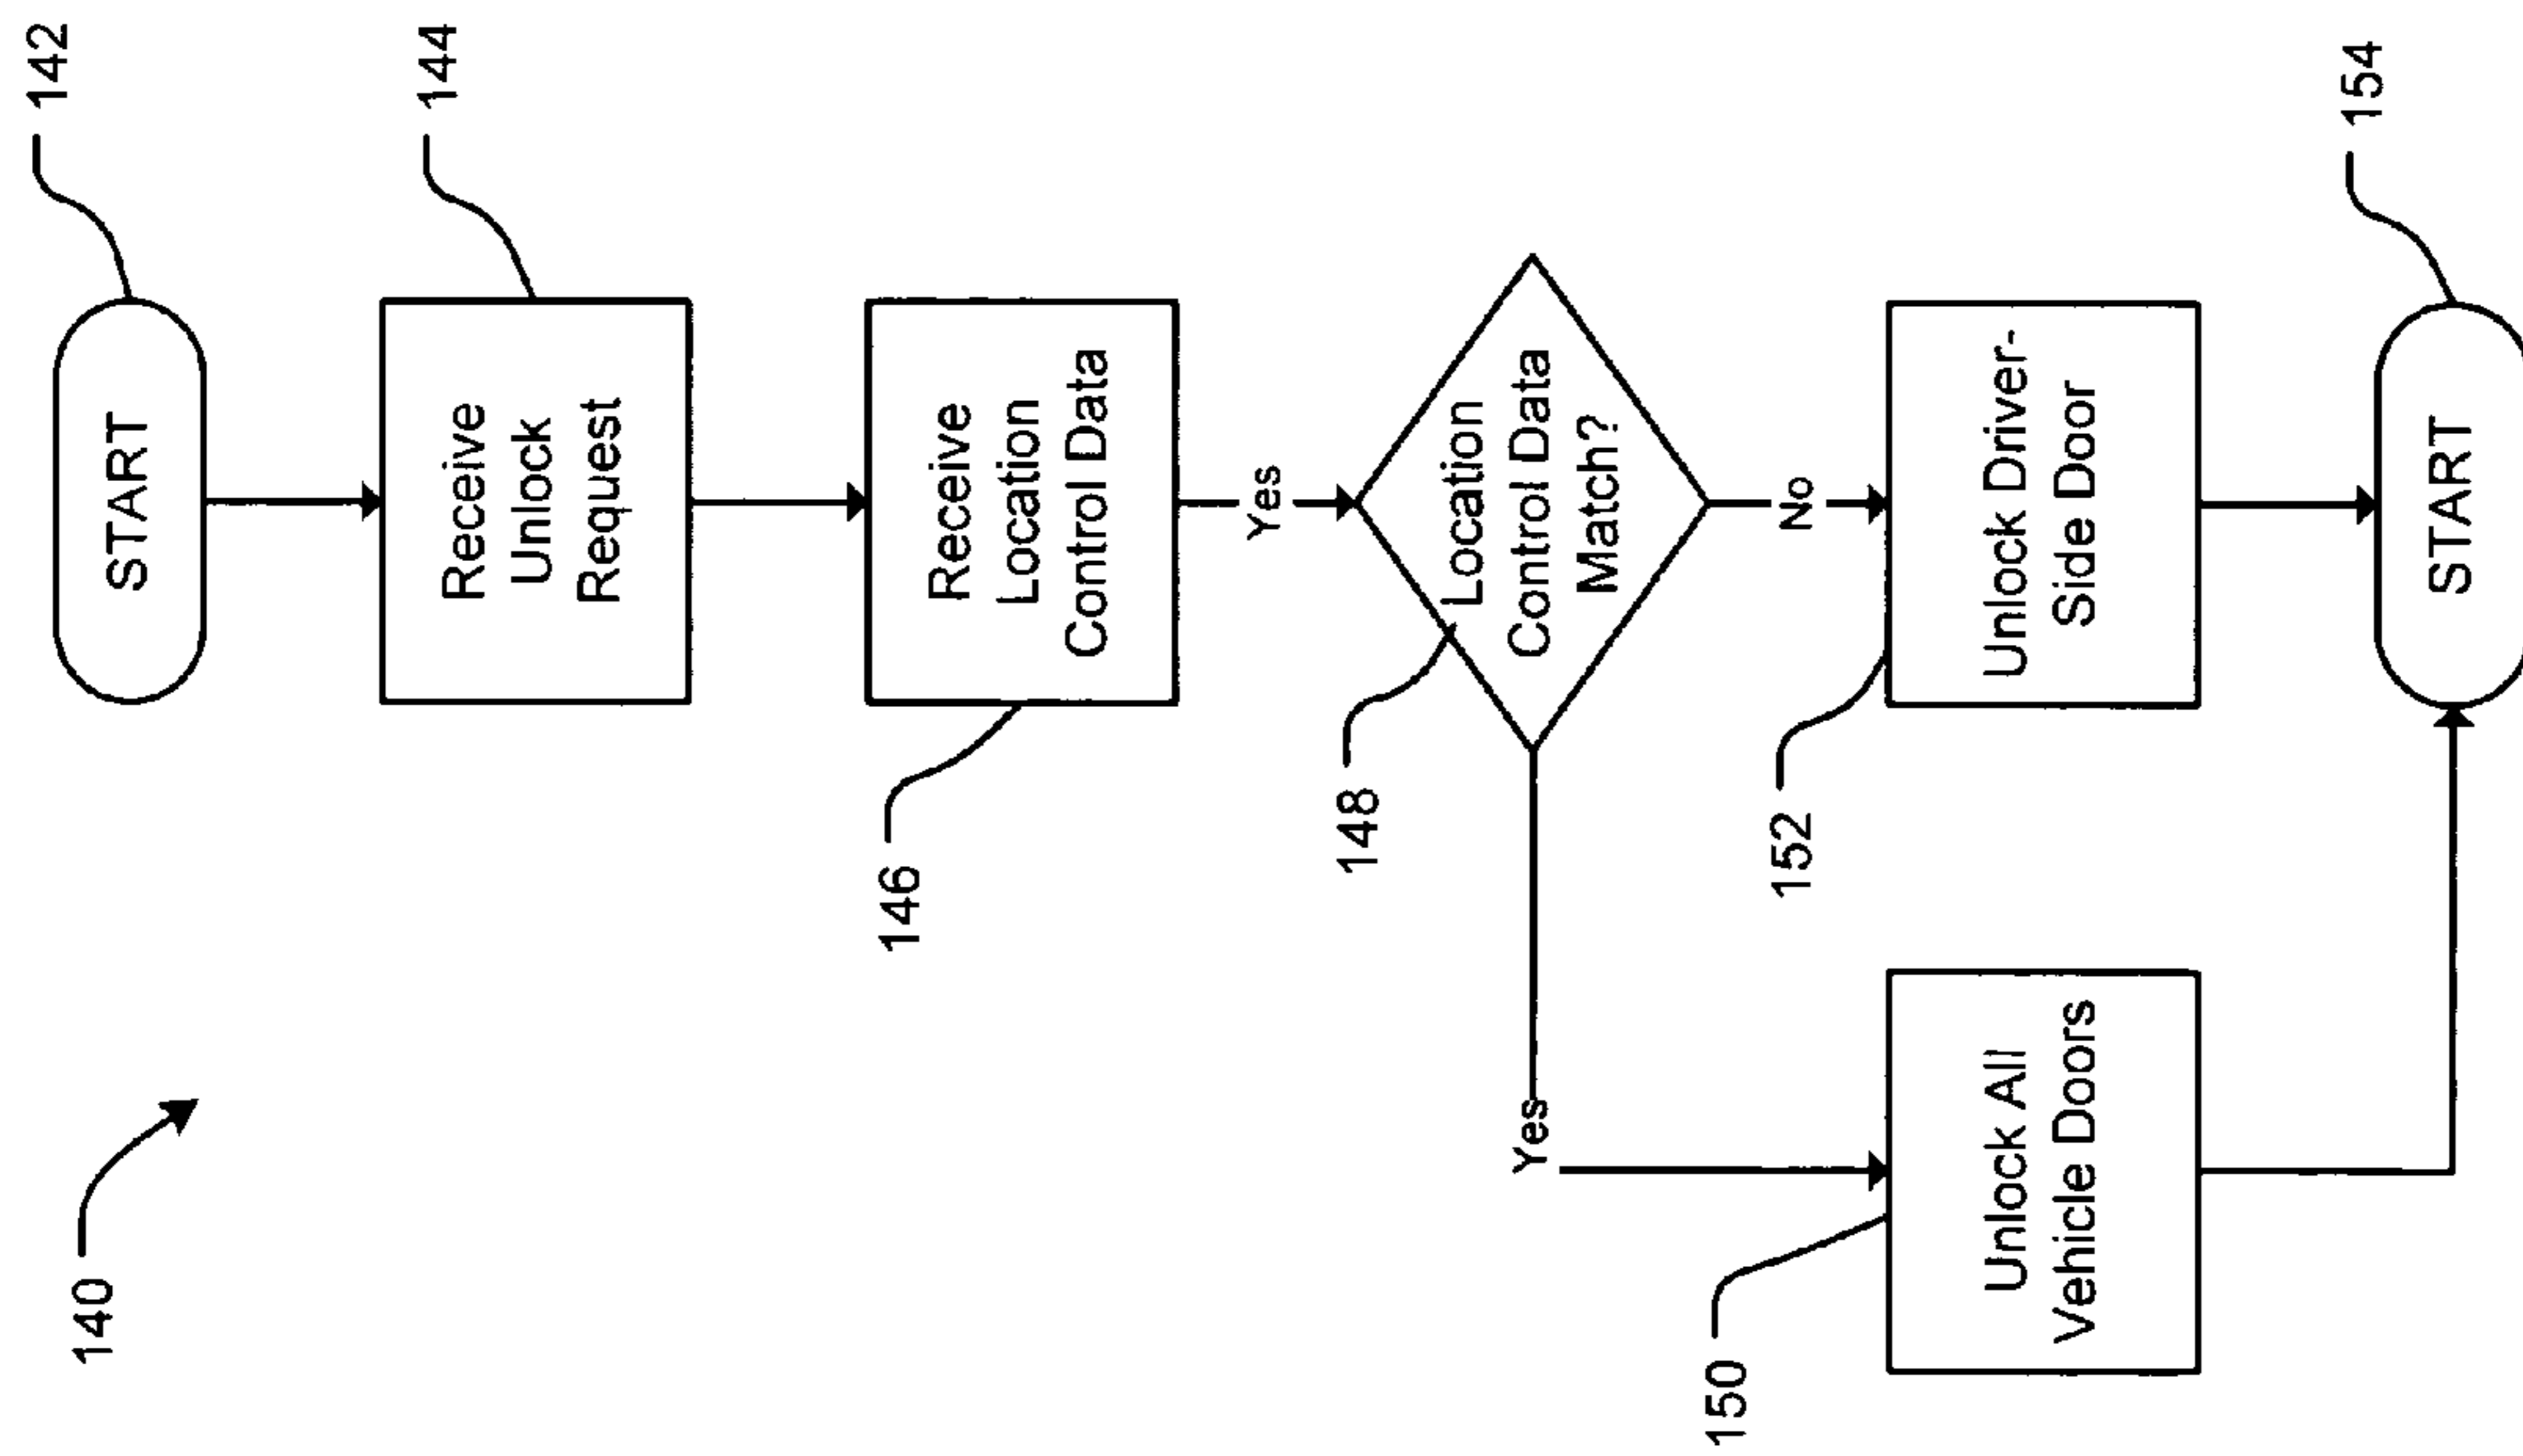 140
START
142
Receive
Unlock
Request
144
Receive
Location
Control Data
146
Yes
Location
Control Data
Match?
148
Yes
No
Unlock All
Vehicle Doors
150
Unlock Driver-
Side Door
152
START
154